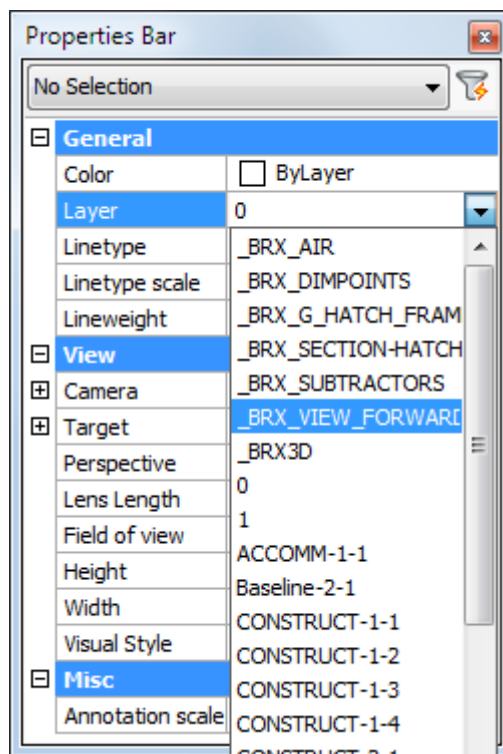 Properties Bar
No Selection
General
Color ByLayer
Layer 0
Linetype _BRX_AIR
Linetype scale _BRX_DIMPOINTS
Lineweight _BRX_G_HATCH_FRAM
View _BRX_SECTION-HATCH
Camera _BRX_SUBTRACTORS
Target _BRX_VIEW_FORWARD
Perspective _BRX3D
Lens Length 0
Field of view 1
Height ACCOMM-1-1
Width Baseline-2-1
Visual Style CONSTRUCT-1-1
CONSTRUCT-1-2
Misc CONSTRUCT-1-3
Annotation scale CONSTRUCT-1-4